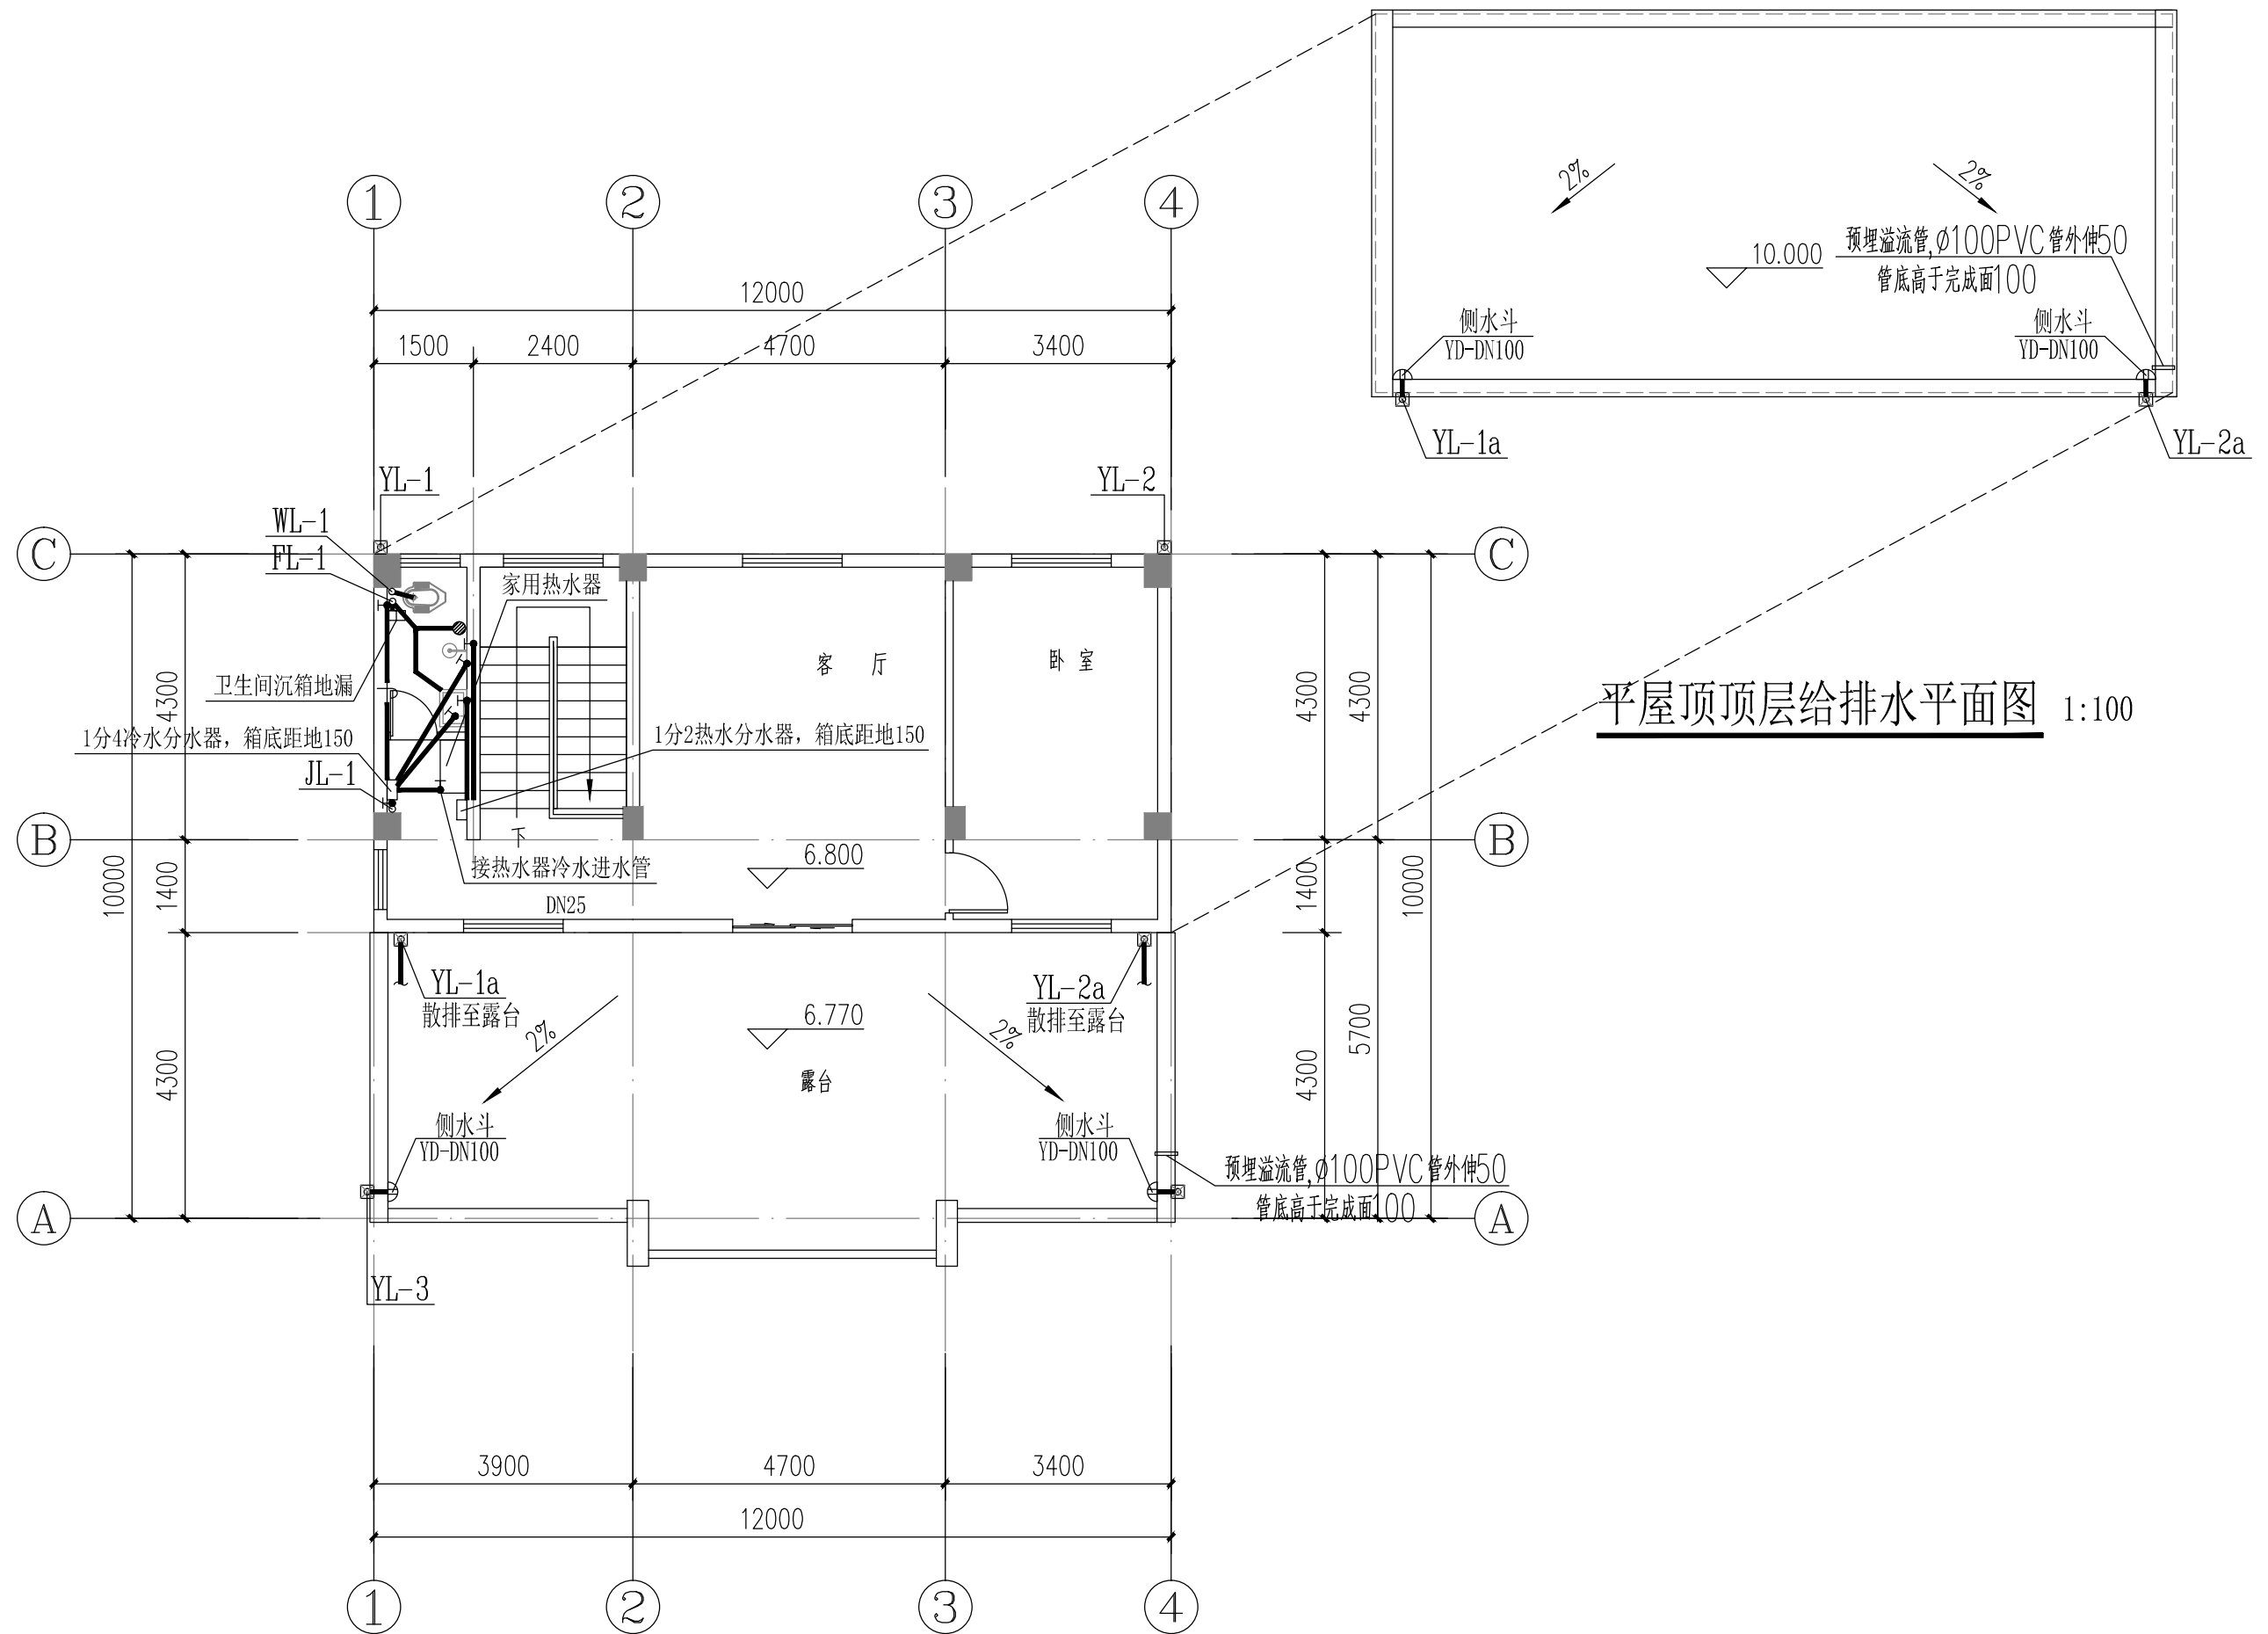 2%
2%
10.000
预埋溢流管,ø100PVC管外伸50
管底高于完成面100
侧水斗
YD-DN100
侧水斗
YD-DN100
YL-1a
YL-2a
1
2
3
4
12000
1500
2400
4700
3400
YL-1
YL-2
WL-1
FL-1
C
C
家用热水器
客 厅
卧 室
卫生间沉箱地漏
1分4冷水分水器，箱底距地150
1分2热水分水器，箱底距地150
JL-1
平屋顶顶层给排水平面图 1:100
4300
4300
4300
B
B
下
接热水器冷水进水管
DN25
6.800
10000
1400
1400
10000
YL-1a
散排至露台
YL-2a
散排至露台
2%
2%
6.770
露台
4300
4300
5700
侧水斗
YD-DN100
侧水斗
YD-DN100
预埋溢流管,ø100PVC管外伸50
管底高于完成面100
A
A
YL-3
3900
4700
3400
12000
1
2
3
4